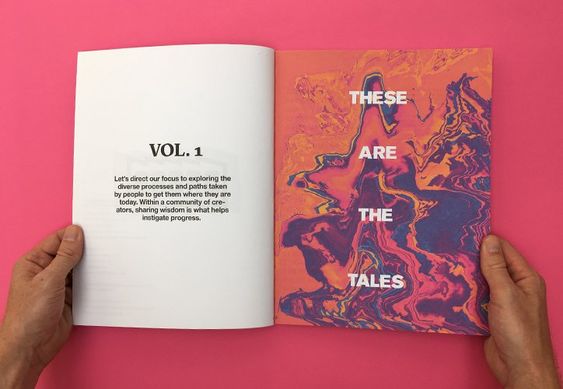 VOL. 1
Let's direct our focus to exploring the
diverse processes and paths taken
by people to get them where they are
today. Within a community of cre-
ators, sharing wisdom is what helps
instigate progress.
THESE
ARE
THE
TALES